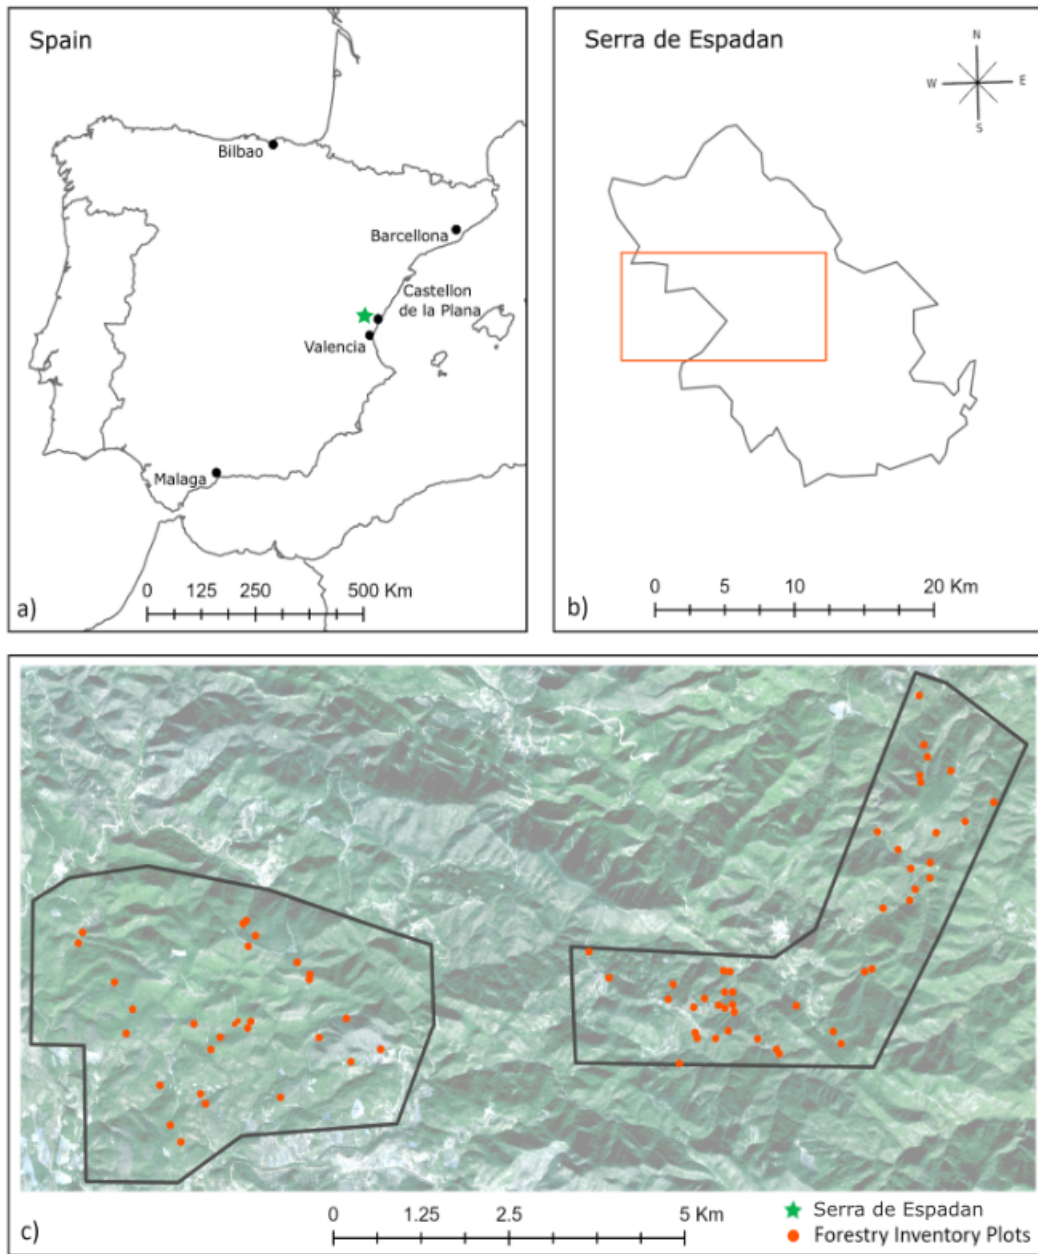 Spain
Bilbao
Barcellona
Castellon
de la Plana
Valencia
Malaga
0 125 250 500 Km
a)
Serra de Espadan
N
W E
S
0 5 10 20 Km
b)
Serra de Espadan
Forestry Inventory Plots
0 1.25 2.5 5 Km
c)